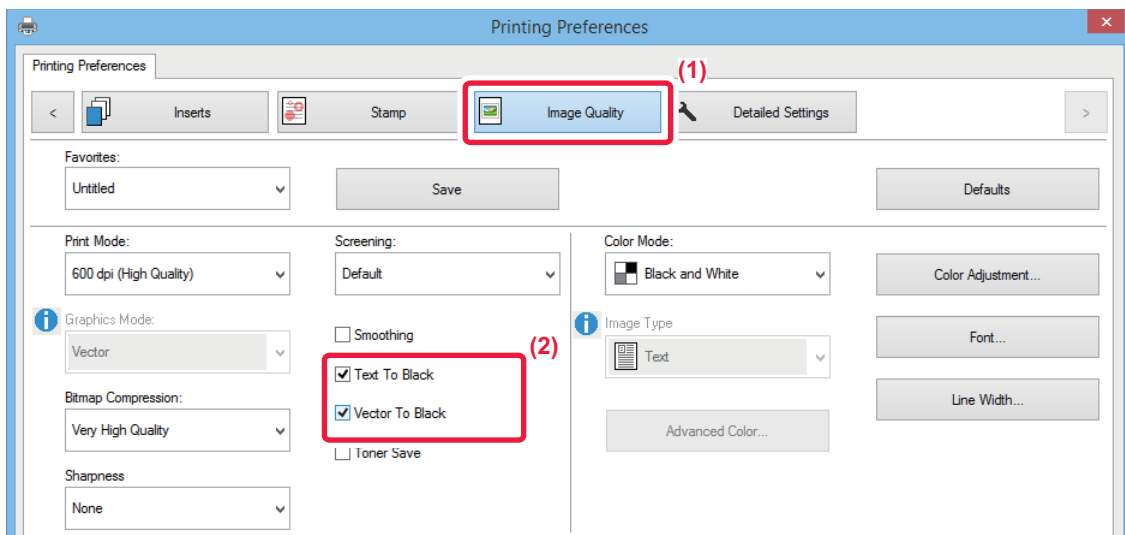 Printing Preferences
×
Printing Preferences
(1)
<
Inserts
Stamp
Image Quality
Detailed Settings
>
Favorites:
Untitled
Save
Defaults
Print Mode:
Screening:
Color Mode:
600 dpi (High Quality)
Default
Black and White
Color Adjustment...
Graphics Mode:
Smoothing
Image Type
Font...
Vector
(2)
Text
Text To Black
Bitmap Compression:
Vector To Black
Line Width...
Very High Quality
Advanced Color...
Toner Save
Sharpness
None